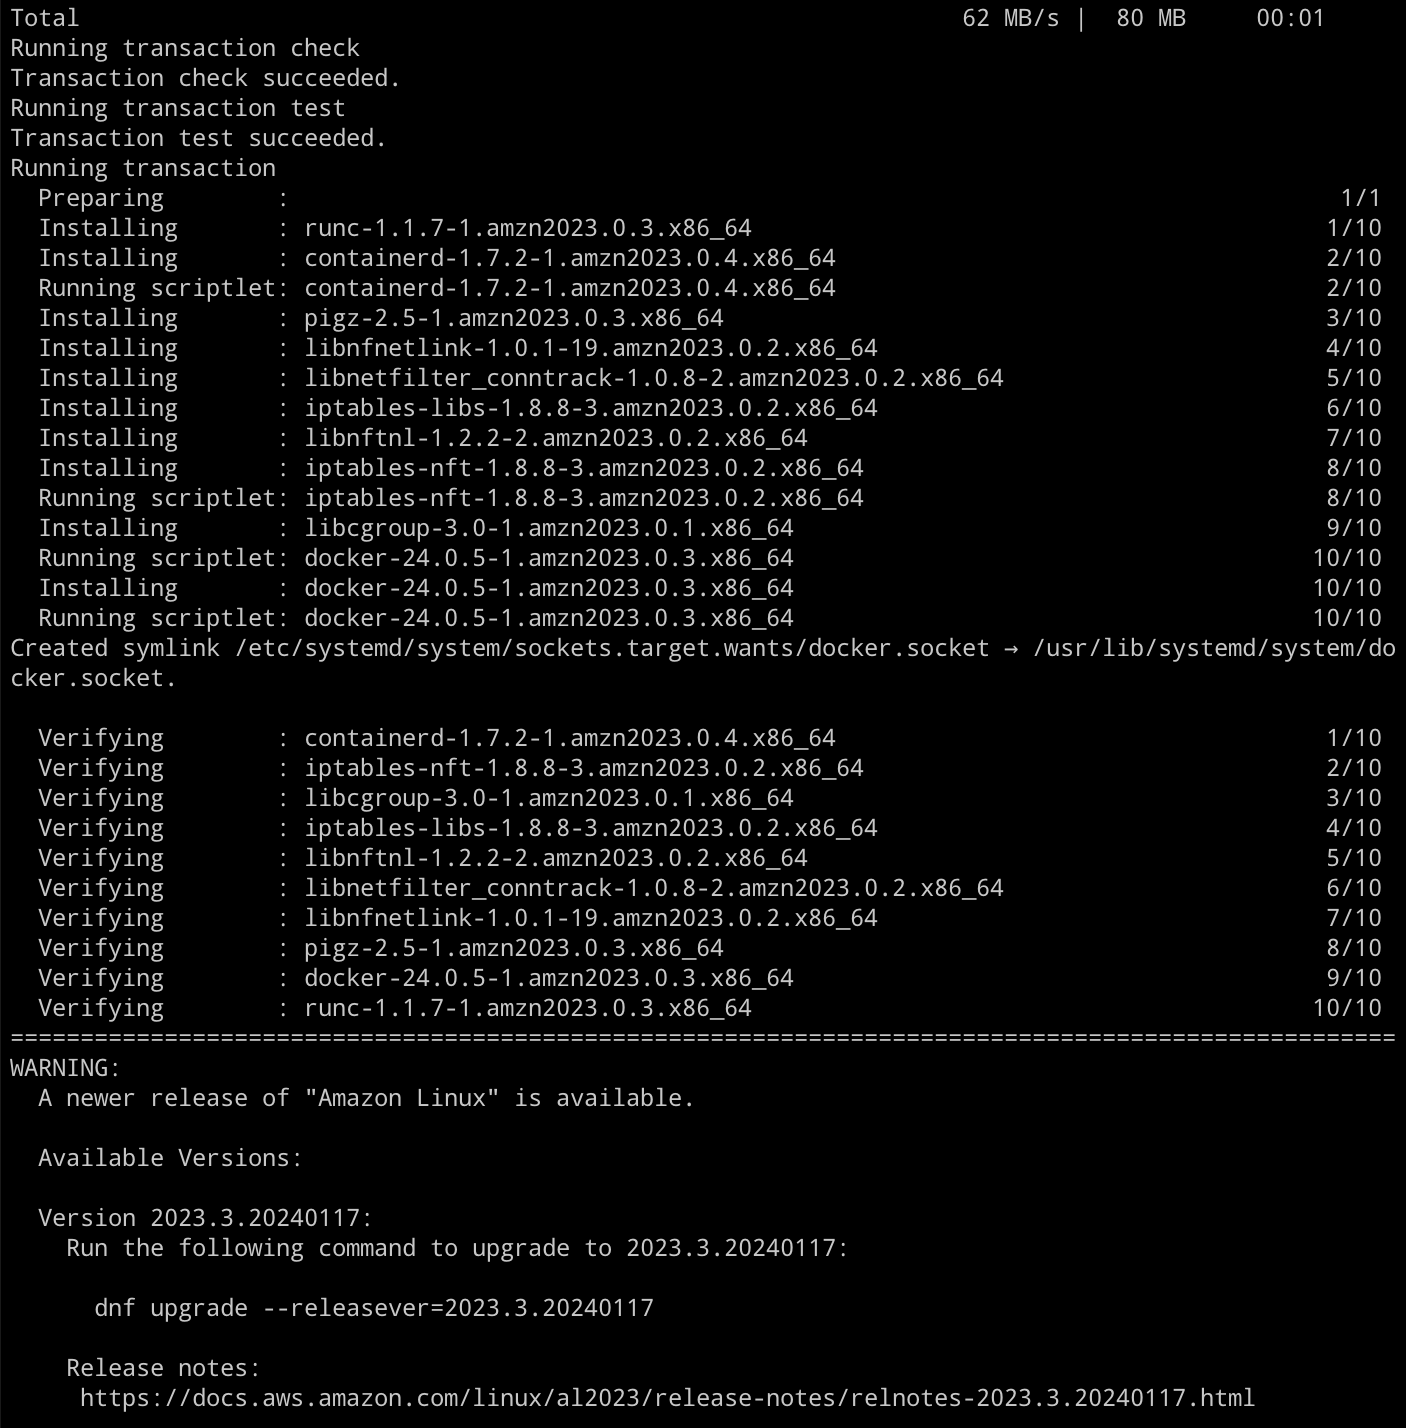 Total 62 MB/s | 80 MB 00:01
Running transaction check
Transaction check succeeded.
Running transaction test
Transaction test succeeded.
Running transaction
  Preparing        : 1/1
  Installing       : runc-1.1.7-1.amzn2023.0.3.x86_64 1/10
  Installing       : containerd-1.7.2-1.amzn2023.0.4.x86_64 2/10
  Running scriptlet: containerd-1.7.2-1.amzn2023.0.4.x86_64 2/10
  Installing       : pigz-2.5-1.amzn2023.0.3.x86_64 3/10
  Installing       : libnfnetlink-1.0.1-19.amzn2023.0.2.x86_64 4/10
  Installing       : libnetfilter_conntrack-1.0.8-2.amzn2023.0.2.x86_64 5/10
  Installing       : iptables-libs-1.8.8-3.amzn2023.0.2.x86_64 6/10
  Installing       : libnftnl-1.2.2-2.amzn2023.0.2.x86_64 7/10
  Installing       : iptables-nft-1.8.8-3.amzn2023.0.2.x86_64 8/10
  Running scriptlet: iptables-nft-1.8.8-3.amzn2023.0.2.x86_64 8/10
  Installing       : libcgroup-3.0-1.amzn2023.0.1.x86_64 9/10
  Running scriptlet: docker-24.0.5-1.amzn2023.0.3.x86_64 10/10
  Installing       : docker-24.0.5-1.amzn2023.0.3.x86_64 10/10
  Running scriptlet: docker-24.0.5-1.amzn2023.0.3.x86_64 10/10
Created symlink /etc/systemd/system/sockets.target.wants/docker.socket → /usr/lib/systemd/system/do
cker.socket.

  Verifying        : containerd-1.7.2-1.amzn2023.0.4.x86_64 1/10
  Verifying        : iptables-nft-1.8.8-3.amzn2023.0.2.x86_64 2/10
  Verifying        : libcgroup-3.0-1.amzn2023.0.1.x86_64 3/10
  Verifying        : iptables-libs-1.8.8-3.amzn2023.0.2.x86_64 4/10
  Verifying        : libnftnl-1.2.2-2.amzn2023.0.2.x86_64 5/10
  Verifying        : libnetfilter_conntrack-1.0.8-2.amzn2023.0.2.x86_64 6/10
  Verifying        : libnfnetlink-1.0.1-19.amzn2023.0.2.x86_64 7/10
  Verifying        : pigz-2.5-1.amzn2023.0.3.x86_64 8/10
  Verifying        : docker-24.0.5-1.amzn2023.0.3.x86_64 9/10
  Verifying        : runc-1.1.7-1.amzn2023.0.3.x86_64 10/10
===================================================================================================
WARNING:
  A newer release of "Amazon Linux" is available.

  Available Versions:

  Version 2023.3.20240117:
    Run the following command to upgrade to 2023.3.20240117:

      dnf upgrade --releasever=2023.3.20240117

    Release notes:
     https://docs.aws.amazon.com/linux/al2023/release-notes/relnotes-2023.3.20240117.html